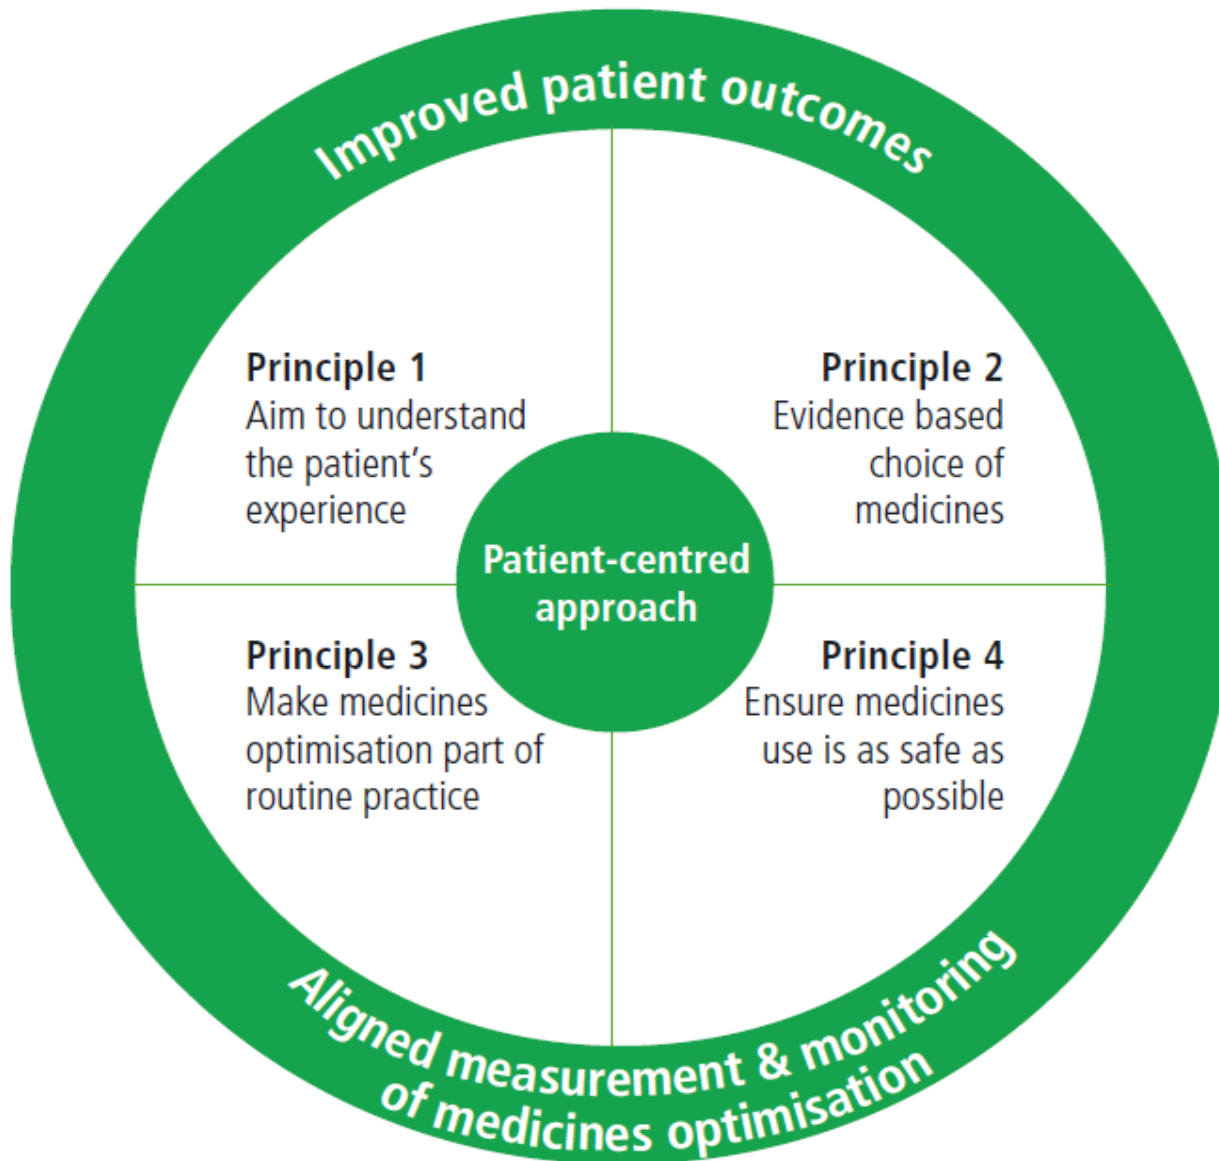 Improved patient outcomes
Principle 1
Aim to understand
the patient’s
experience
Principle 2
Evidence based
choice of
medicines
Patient-centred
approach
Principle 3
Make medicines
optimisation part of
routine practice
Principle 4
Ensure medicines
use is as safe as
possible
Aligned measurement & monitoring
of medicines optimisation